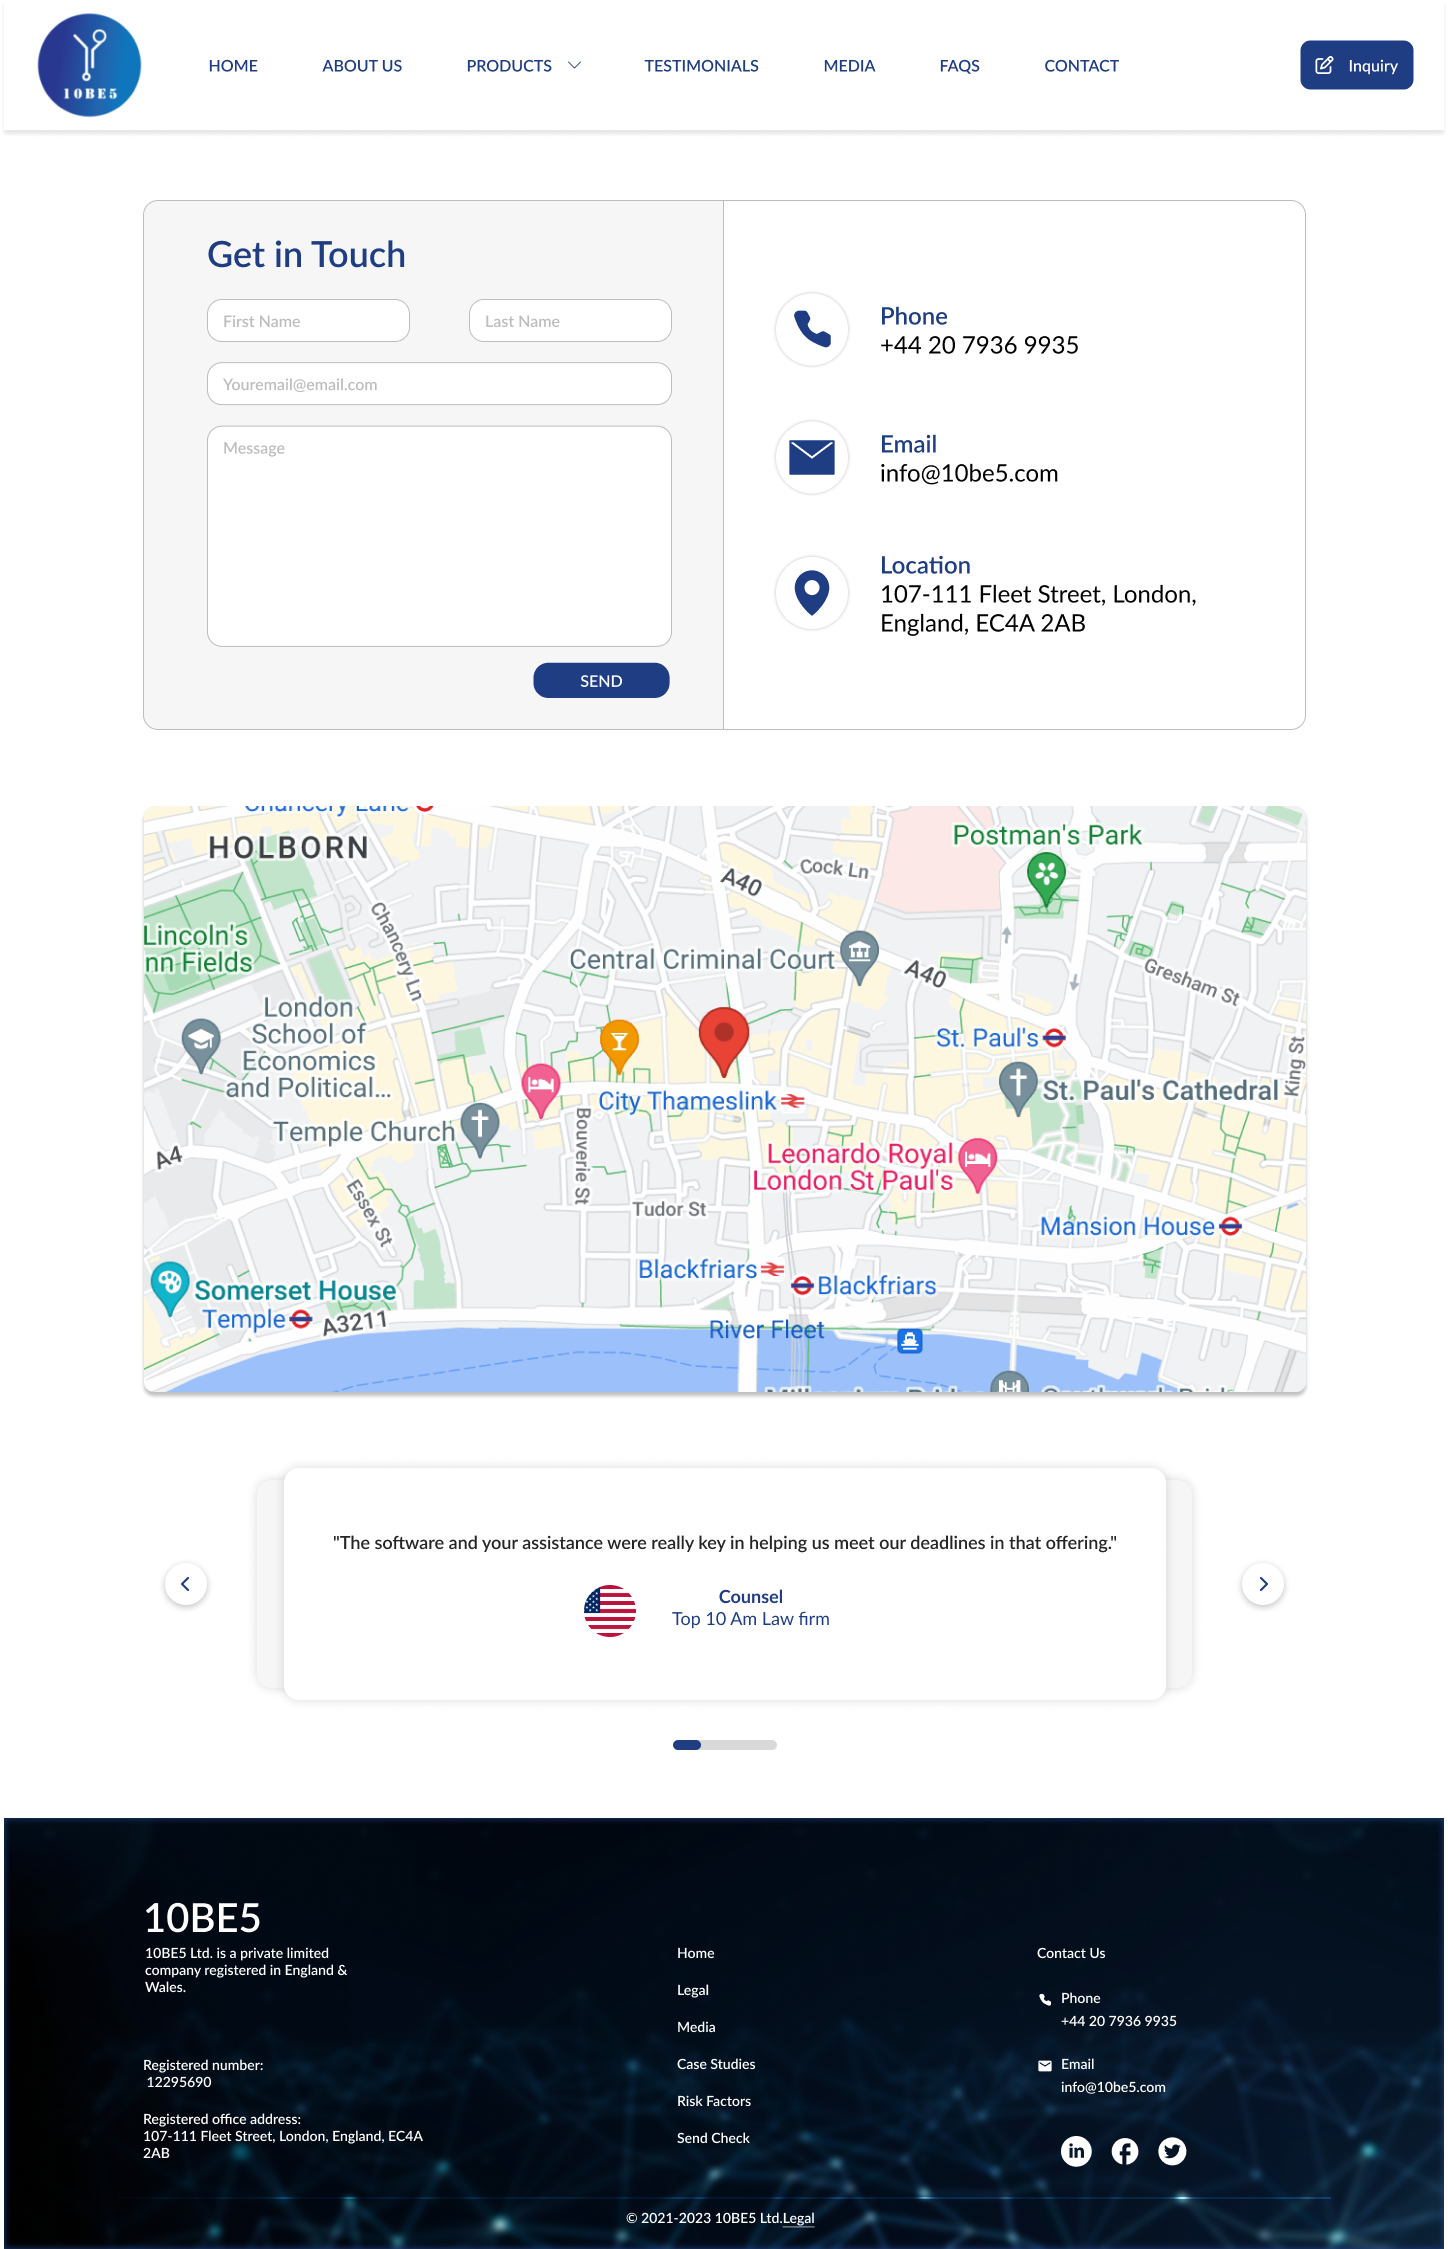 10BE5
HOME
ABOUT US
PRODUCTS
TESTIMONIALS
MEDIA
FAQS
CONTACT
Inquiry
Get in Touch
First Name
Last Name
Youremail@email.com
Message
SEND
Phone
+44 20 7936 9935
Email
info@10be5.com
Location
107-111 Fleet Street, London,
England, EC4A 2AB
Chancery Lane
HOLBORN
Postman's Park
Cock Ln
A40
Chancery Ln
Lincoln's
nn Fields
Central Criminal Court
A40
Gresham St
London
School of
Economics
and Political...
St. Paul's
King St
St. Paul's Cathedral
City Thameslink
Temple Church
Bouverie St
A4
Leonardo Royal
London St Paul's
Essex St
Tudor St
Mansion House
Blackfriars
Blackfriars
Somerset House
Temple
A3211
River Fleet
"The software and your assistance were really key in helping us meet our deadlines in that offering."
Counsel
Top 10 Am Law firm
10BE5
10BE5 Ltd. is a private limited
company registered in England &
Wales.
Registered number:
12295690
Registered office address:
107-111 Fleet Street, London, England, EC4A
2AB
Home
Legal
Media
Case Studies
Risk Factors
Send Check
Contact Us
Phone
+44 20 7936 9935
Email
info@10be5.com
© 2021-2023 10BE5 Ltd.Legal